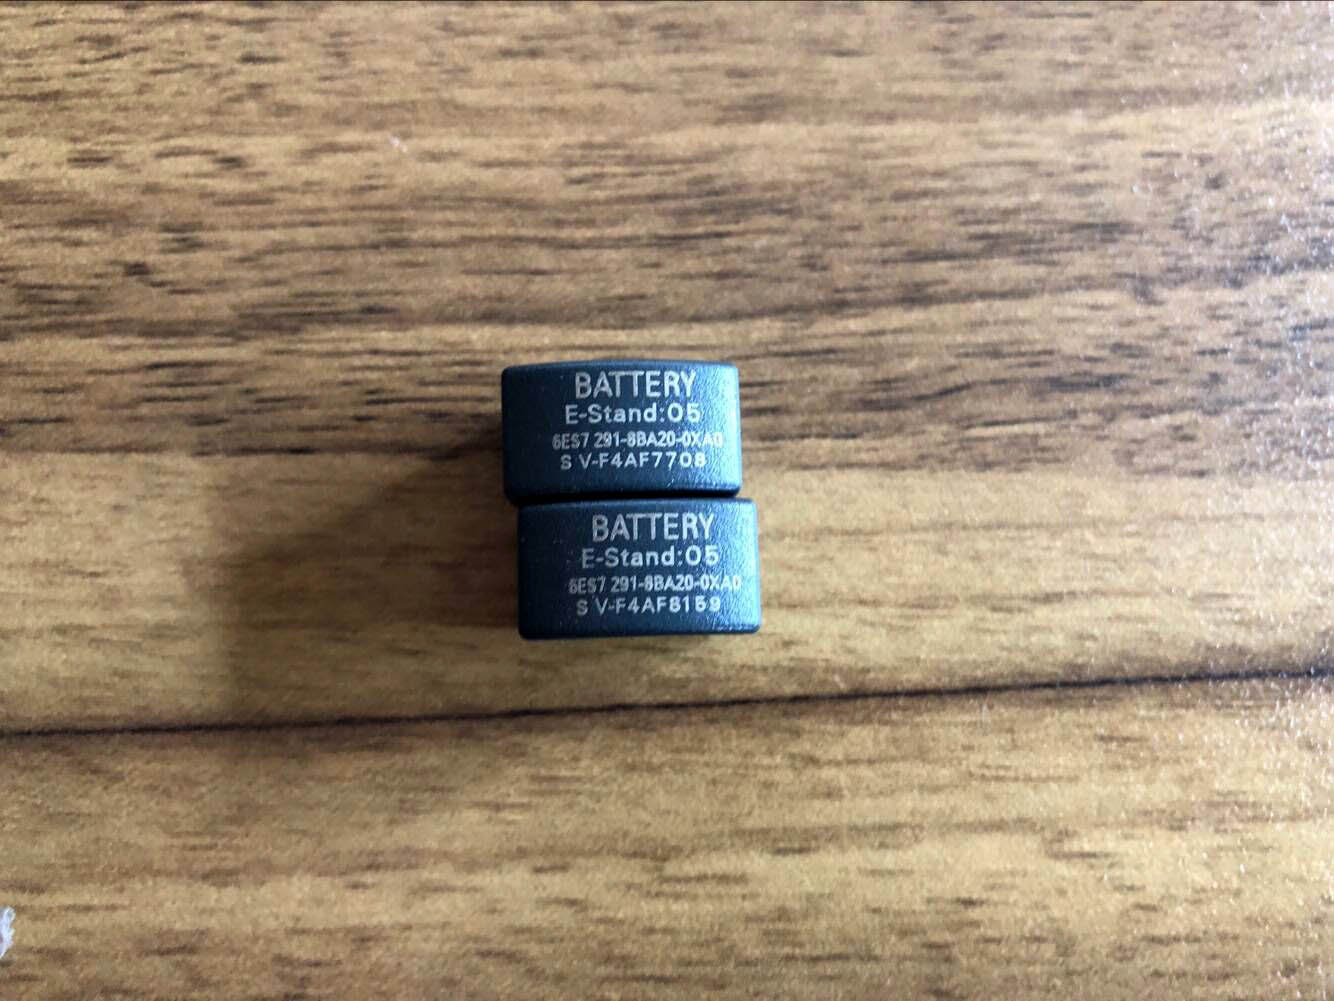 BATTERY
E-Stand:05
6ES7 291-8BA20-0XA0
S V-F4AF7708
BATTERY
E-Stand:05
6ES7 291-8BA20-0XA0
S V-F4AF8159